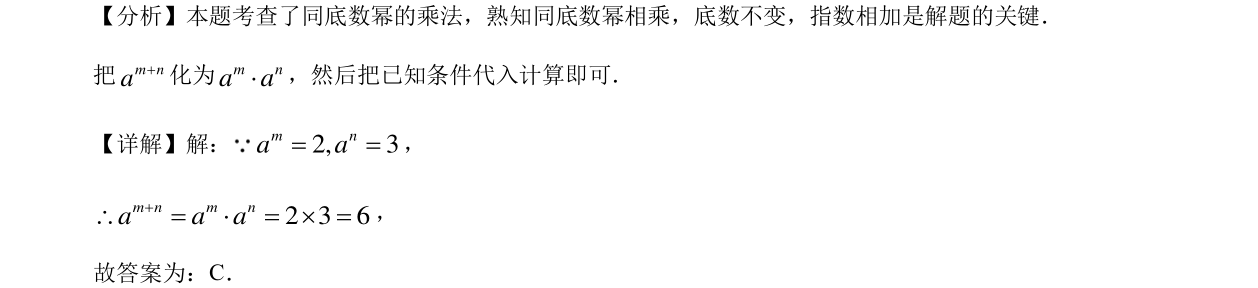 【分析】本题考查了同底数幂的乘法，熟知同底数幂相乘，底数不变，指数相加是解题的关键．
把 $a^{m+n}$ 化为 $a^m \cdot a^n$，然后把已知条件代入计算即可．
【详解】解：∵ $a^m = 2, a^n = 3$，
∴ $a^{m+n} = a^m \cdot a^n = 2 \times 3 = 6$，
故答案为：C．